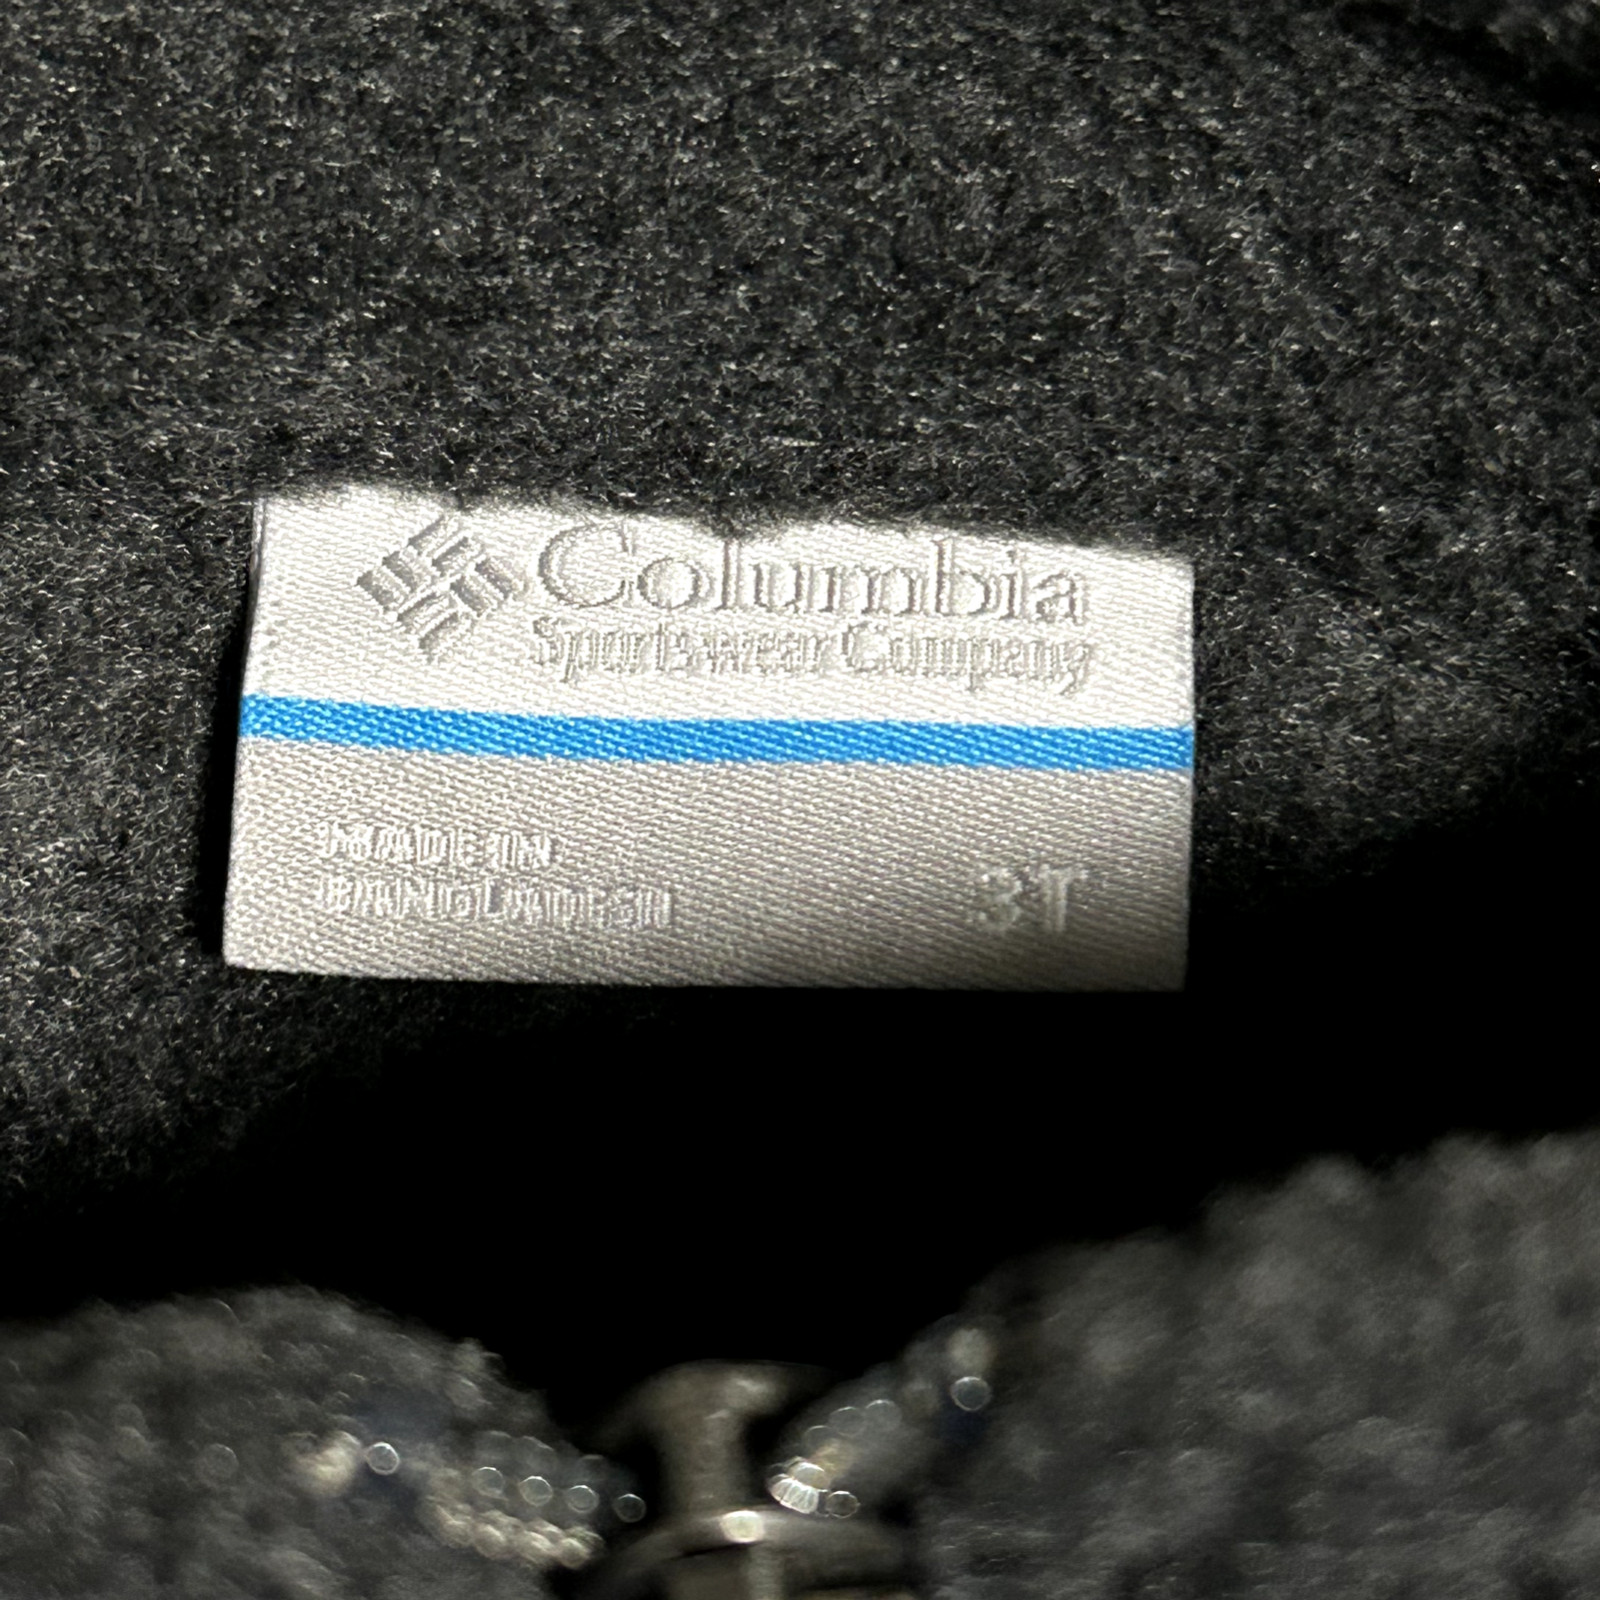 Columbia
Sportswear Company
MADE IN
BANGLADESH
3T